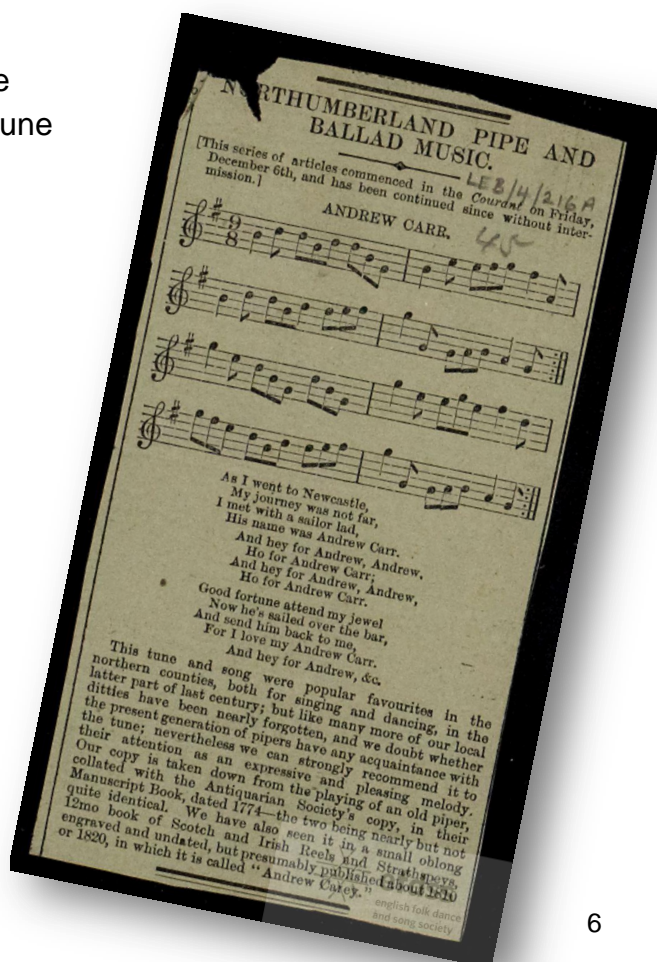 e
une
NORTHUMBERLAND PIPE AND
BALLAD MUSIC.
[This series of articles commenced in the Courant on Friday,
December 6th, and has been continued since without inter-
mission.]
LEB/4/216A
45
ANDREW CARR.
9
8
As I went to Newcastle,
My journey was not far,
I met with a sailor lad,
His name was Andrew Carr.
And hey for Andrew, Andrew,
Ho for Andrew Carr;
And hey for Andrew, Andrew,
Ho for Andrew Carr.
Good fortune attend my jewel
Now he's sailed over the bar,
And send him back to me,
For I love my Andrew Carr.
And hey for Andrew, &c.
This tune and song were popular favourites in the
northern counties, both for singing and dancing, in the
latter part of last century; but like many more of our local
ditties have been nearly forgotten, and we doubt whether
the present generation of pipers have any acquaintance with
the tune; nevertheless we can strongly recommend it to
their attention as an expressive and pleasing melody.
Our copy is taken down from the playing of an old piper,
collated with the Antiquarian Society's copy, in their
Manuscript Book, dated 1774—the two being nearly but not
quite identical. We have also seen it in a small oblong
12mo book of Scotch and Irish Reels and Strathspeys,
engraved and undated, but presumably published about 1810
or 1820, in which it is called "Andrew Carey."
english folk dance
and song society
6